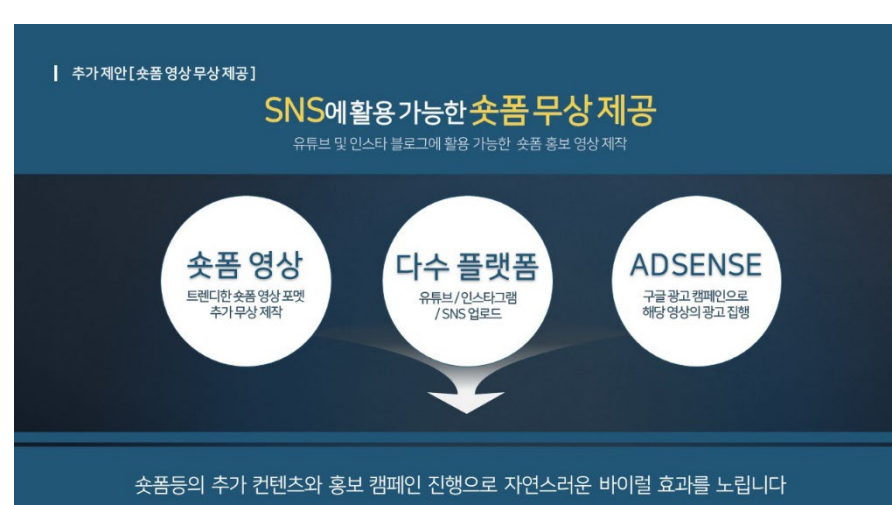 추가 제안 [ 숏폼 영상 무상 제공 ]
SNS에 활용 가능한 숏폼 무상 제공
유튜브 및 인스타 블로그에 활용 가능한 숏폼 홍보 영상 제작
숏폼 영상
트렌디한 숏폼 영상 포멧
추가 무상 제작
다수 플랫폼
유튜브 / 인스타그램
/ SNS 업로드
ADSENSE
구글 광고 캠페인으로
해당 영상의 광고 집행
숏폼등의 추가 컨텐츠와 홍보 캠페인 진행으로 자연스러운 바이럴 효과를 노립니다